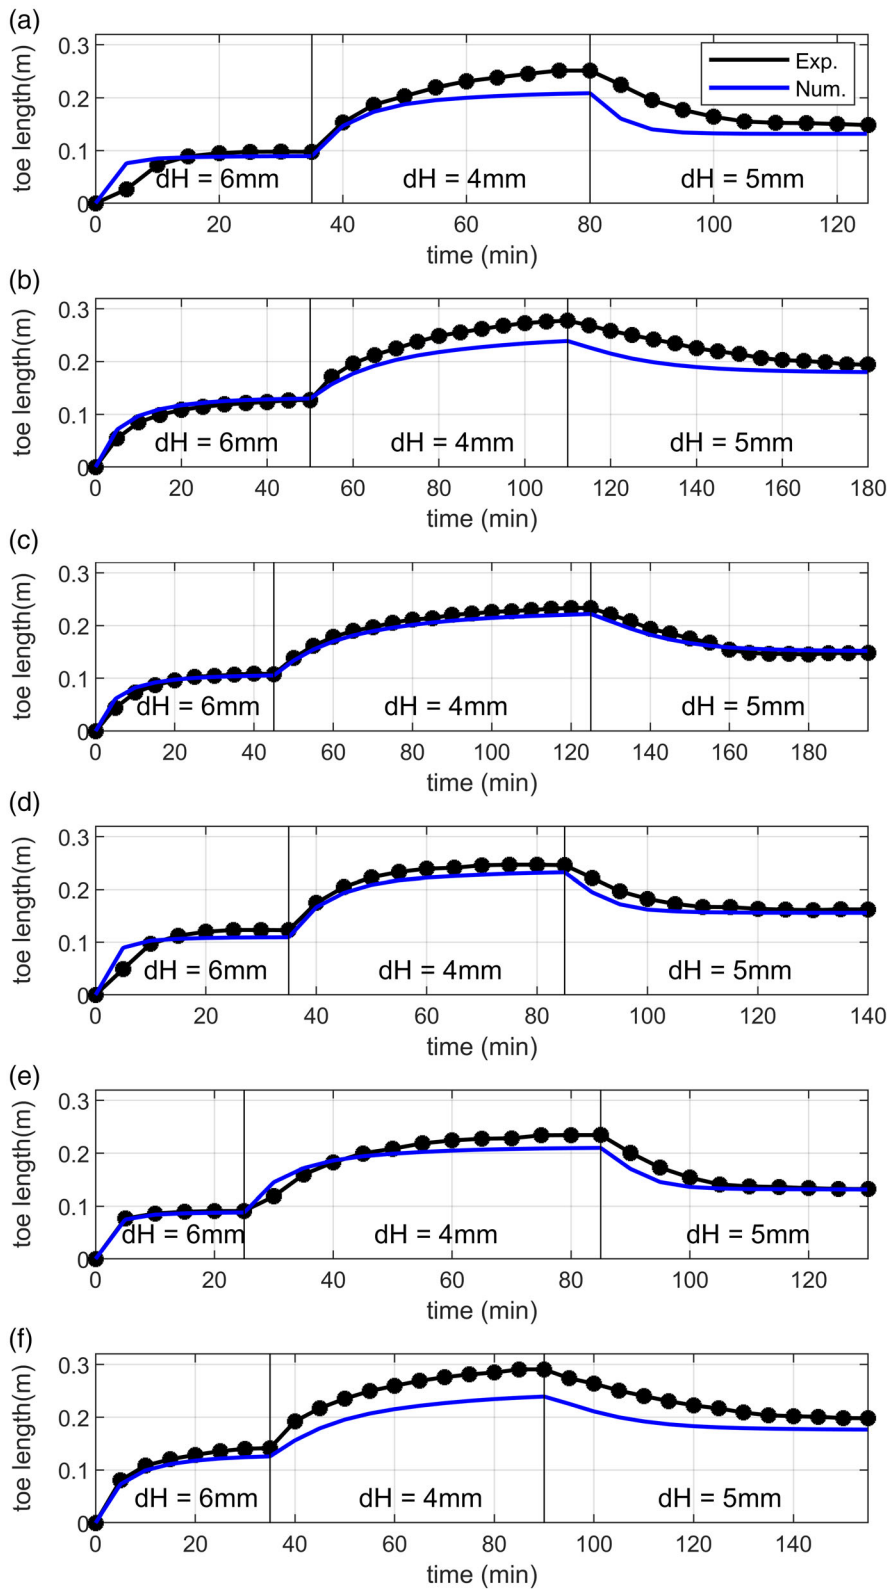 (a)
0.3
0.2
0.1
0
toe length(m)
Exp.
Num.
dH = 6mm dH = 4mm dH = 5mm
0 20 40 60 80 100 120
time (min)
(b)
0.3
0.2
0.1
0
toe length(m)
dH = 6mm dH = 4mm dH = 5mm
0 20 40 60 80 100 120 140 160 180
time (min)
(c)
0.3
0.2
0.1
0
toe length(m)
dH = 6mm dH = 4mm dH = 5mm
0 20 40 60 80 100 120 140 160 180
time (min)
(d)
0.3
0.2
0.1
0
toe length(m)
dH = 6mm dH = 4mm dH = 5mm
0 20 40 60 80 100 120 140
time (min)
(e)
0.3
0.2
0.1
0
toe length(m)
dH = 6mm dH = 4mm dH = 5mm
0 20 40 60 80 100 120
time (min)
(f)
0.3
0.2
0.1
0
toe length(m)
dH = 6mm dH = 4mm dH = 5mm
0 20 40 60 80 100 120 140
time (min)